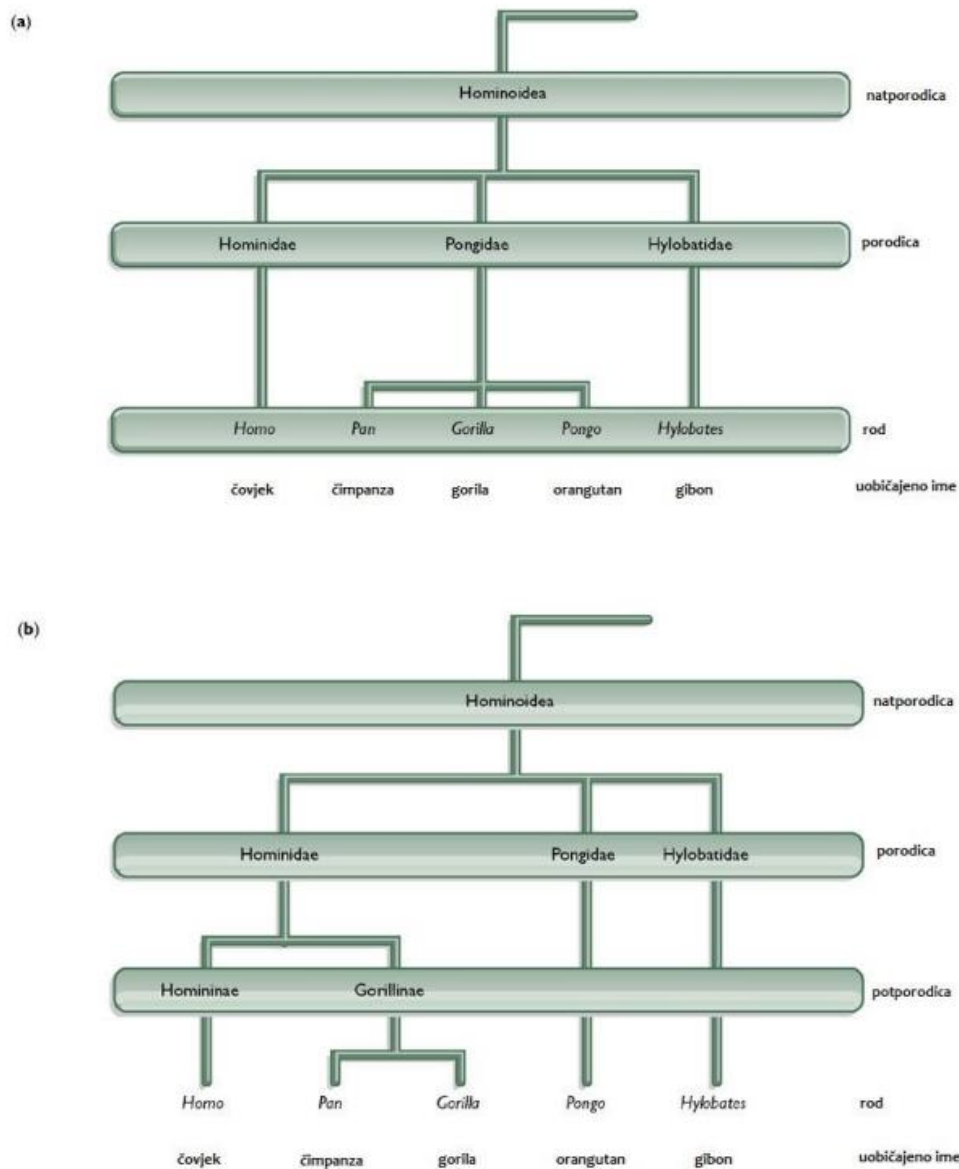 (a)
Hominoidea natporodica
Hominidae Pongidae Hylobatidae porodica
Homo Pan Gorilla Pongo Hylobates rod
čovjek čimpanza gorila orangutan gibon uobičajeno ime
(b)
Hominoidea natporodica
Hominidae Pongidae Hylobatidae porodica
Homininae Gorillinae potporodica
Homo Pan Gorilla Pongo Hylobates rod
čovjek čimpanza gorila orangutan gibon uobičajeno ime